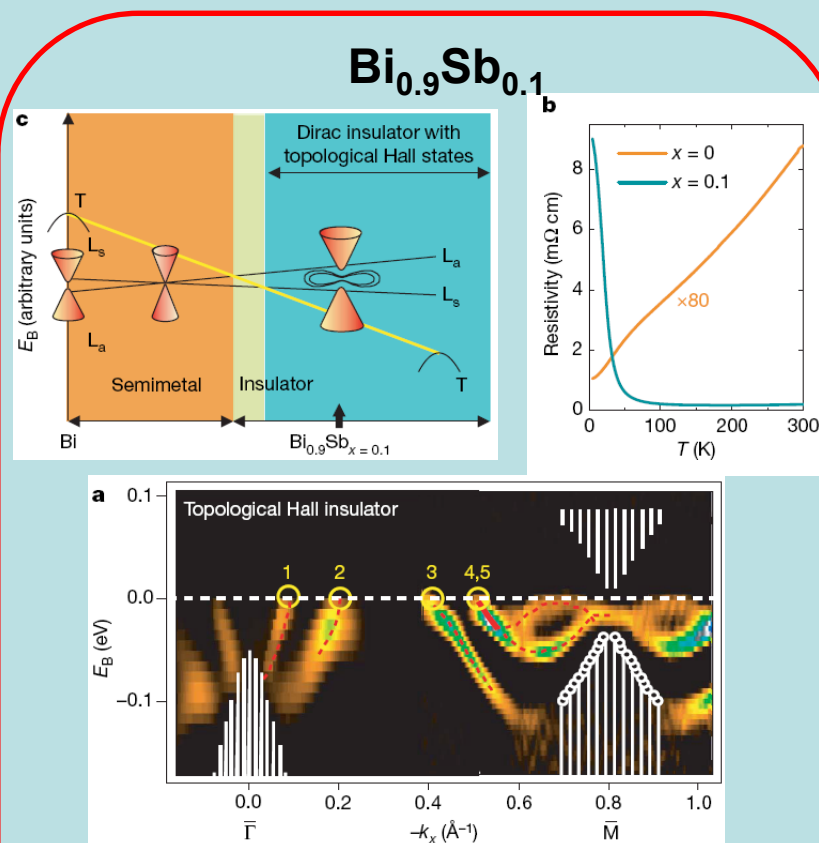 Bi0.9Sb0.1
c
Dirac insulator with
topological Hall states
EB (arbitrary units)
T
Ls
La
La
Ls
T
Semimetal
Insulator
Bi
Bi0.9Sbx = 0.1
b
Resistivity (mΩ cm)
8
6
4
2
0
x = 0
x = 0.1
×80
0
100
200
300
T (K)
a
Topological Hall insulator
EB (eV)
0.1
0.0
−0.1
1
2
3
4,5
0.0
0.2
0.4
0.6
0.8
1.0
Γ̅
−kx (Å−1)
M̅